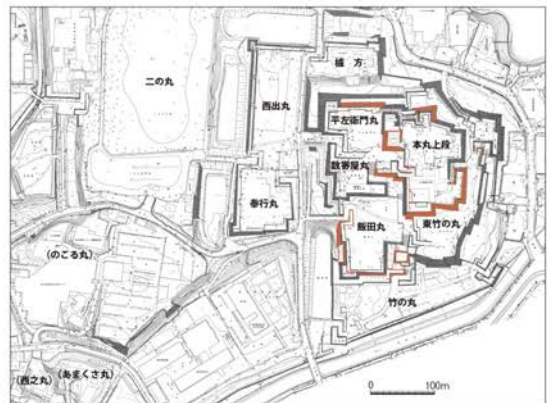 櫨 方
二の丸
西出丸
平左衛門丸
本丸上段
数寄屋丸
奉行丸
飯田丸
東竹の丸
(のこる丸)
竹の丸
(西之丸)
(あまくさ丸)
0 100m